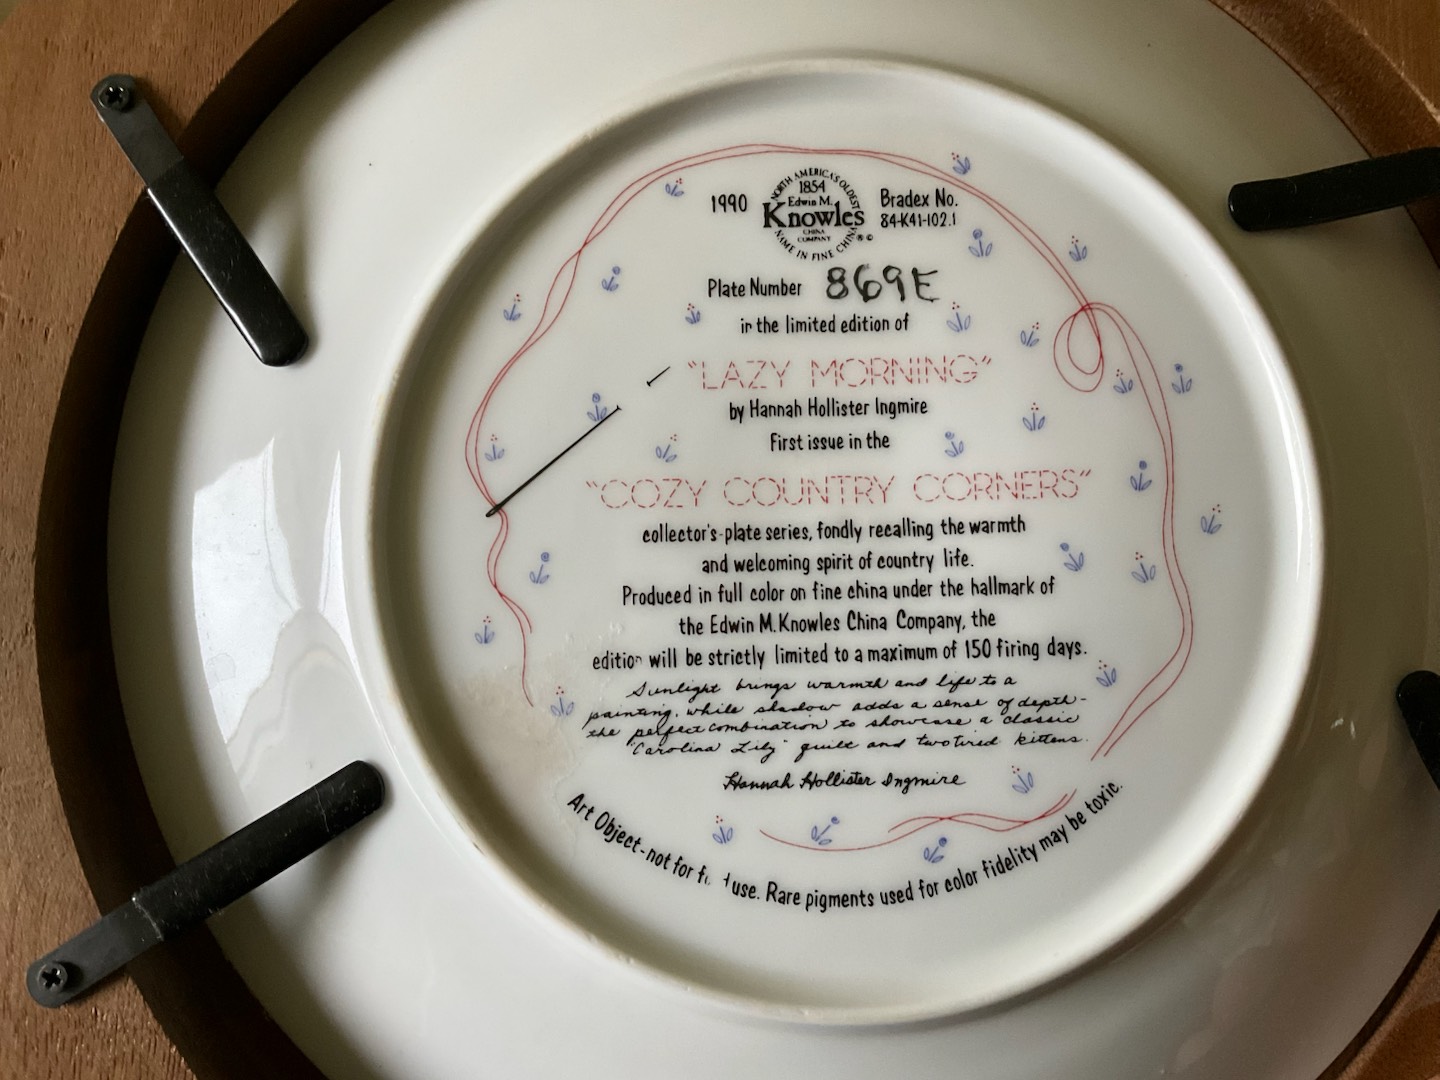 1990
NORTH AMERICA'S OLDEST
1854
Edwin M.
Knowles
CHINA
COMPANY
NAME IN FINE CHINA
® ©
Bradex No.
84-K41-102.1
Plate Number 869E
in the limited edition of
"LAZY MORNING"
by Hannah Hollister Ingmire
First issue in the
"COZY COUNTRY CORNERS"
collector's-plate series, fondly recalling the warmth
and welcoming spirit of country life.
Produced in full color on fine china under the hallmark of
the Edwin M. Knowles China Company, the
edition will be strictly limited to a maximum of 150 firing days.
Sunlight brings warmth and life to a
painting, while shadow adds a sense of depth-
the perfect combination to showcase a classic
"Carolina Lily" quilt and two tired kittens.
Hannah Hollister Ingmire
Art Object-not for use. Rare pigments used for color fidelity may be toxic.